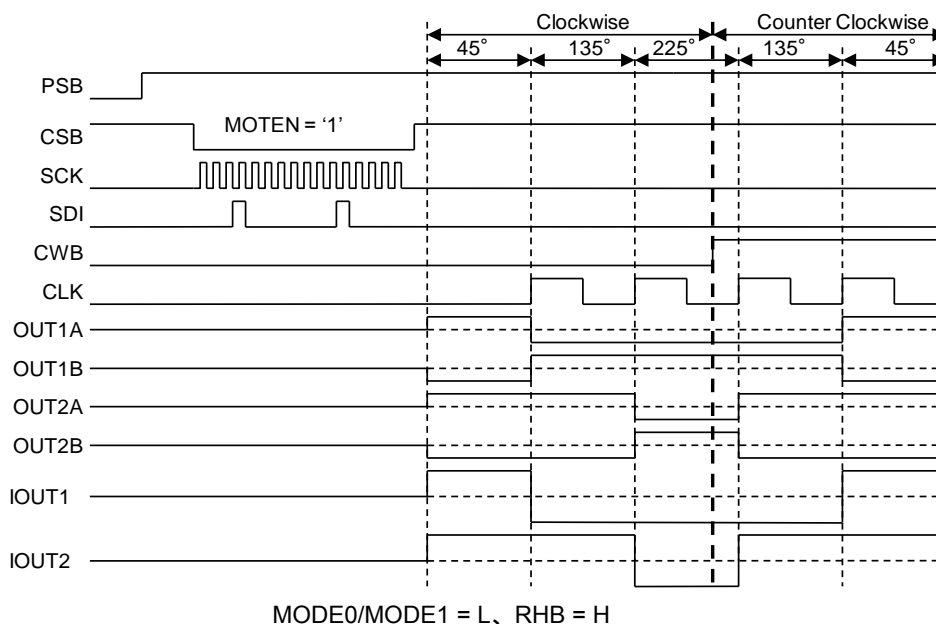 Clockwise Counter Clockwise
45° 135° 225° 135° 45°
PSB
MOTEN = ‘1’
CSB
SCK
SDI
CWB
CLK
OUT1A
OUT1B
OUT2A
OUT2B
IOUT1
IOUT2
MODE0/MODE1 = L、RHB = H